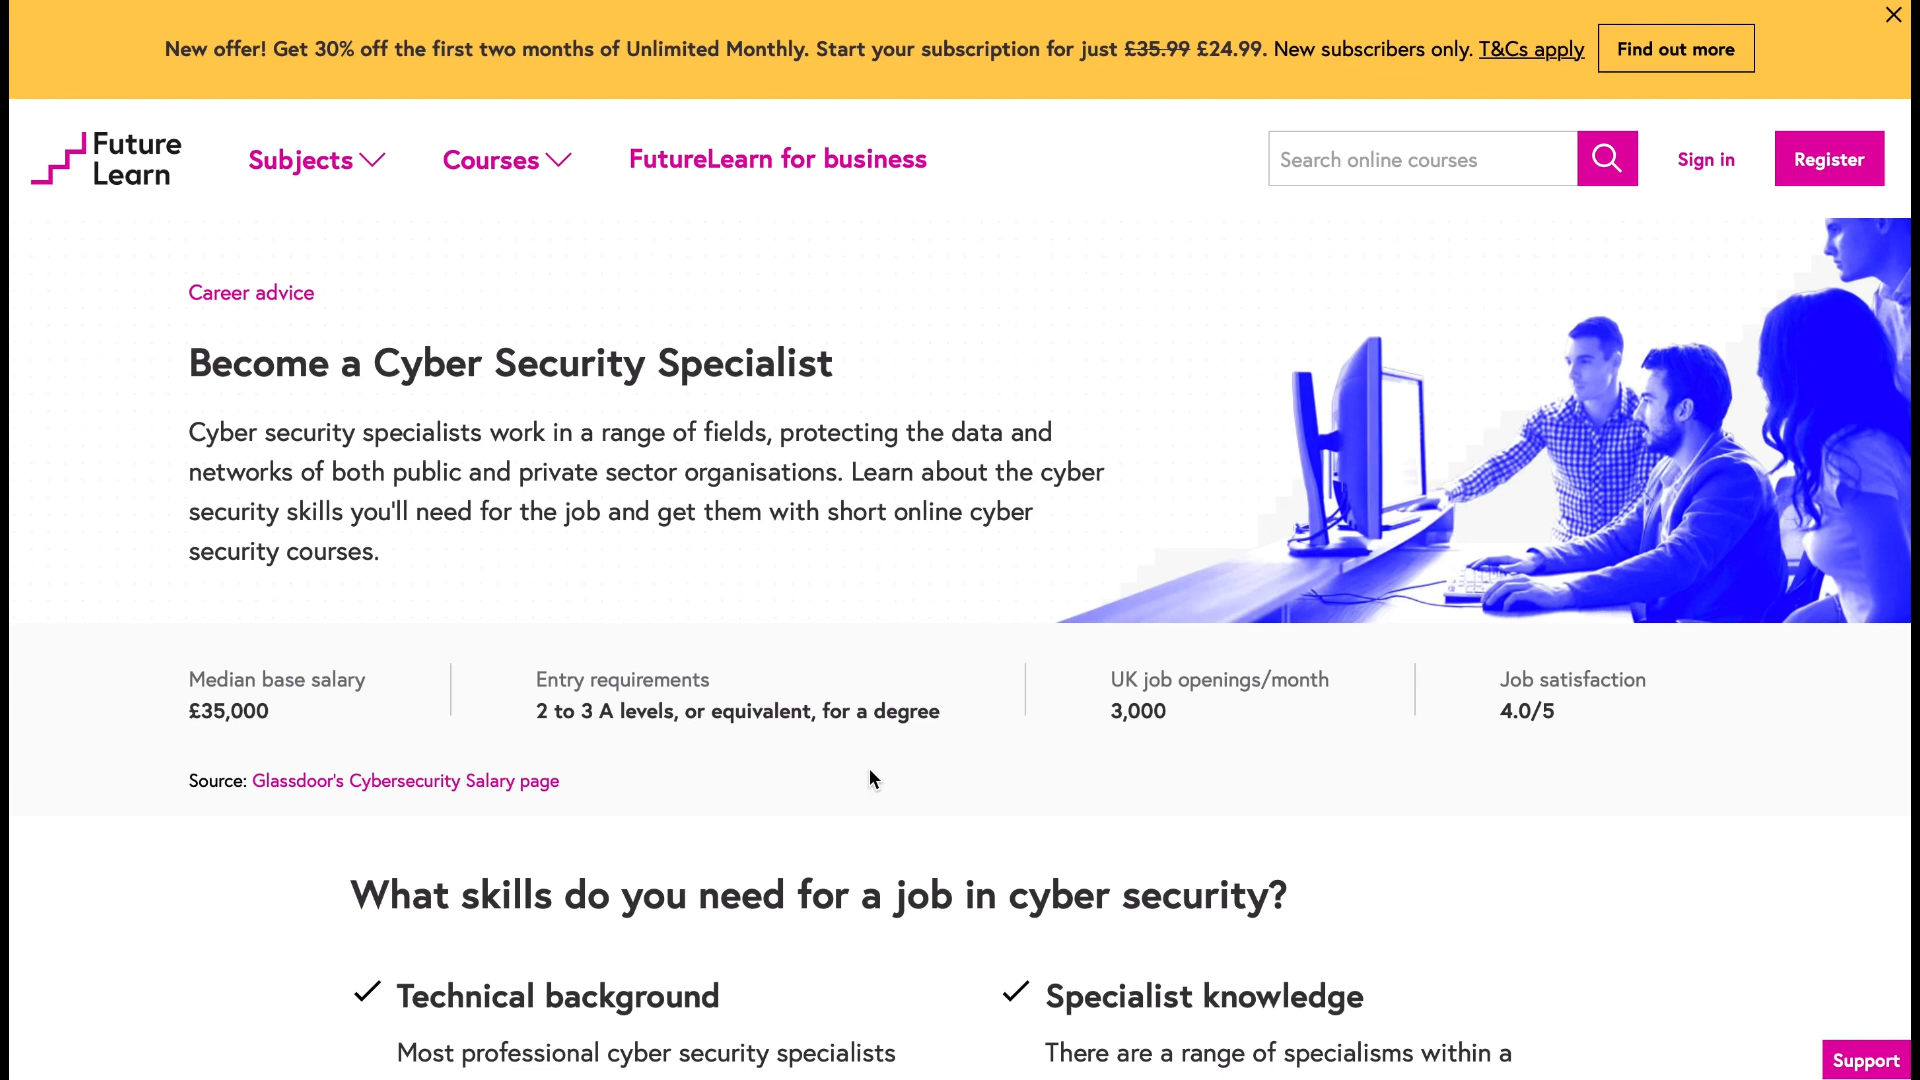 New offer! Get 30% off the first two months of Unlimited Monthly. Start your subscription for just £35.99 £24.99. New subscribers only. T&Cs apply
Find out more
Future
Learn
Subjects
Courses
FutureLearn for business
Search online courses
Sign in
Register
Career advice
Become a Cyber Security Specialist
Cyber security specialists work in a range of fields, protecting the data and
networks of both public and private sector organisations. Learn about the cyber
security skills you'll need for the job and get them with short online cyber
security courses.
Median base salary
£35,000
Entry requirements
2 to 3 A levels, or equivalent, for a degree
UK job openings/month
3,000
Job satisfaction
4.0/5
Source: Glassdoor's Cybersecurity Salary page
What skills do you need for a job in cyber security?
Technical background
Most professional cyber security specialists
Specialist knowledge
There are a range of specialisms within a
Support